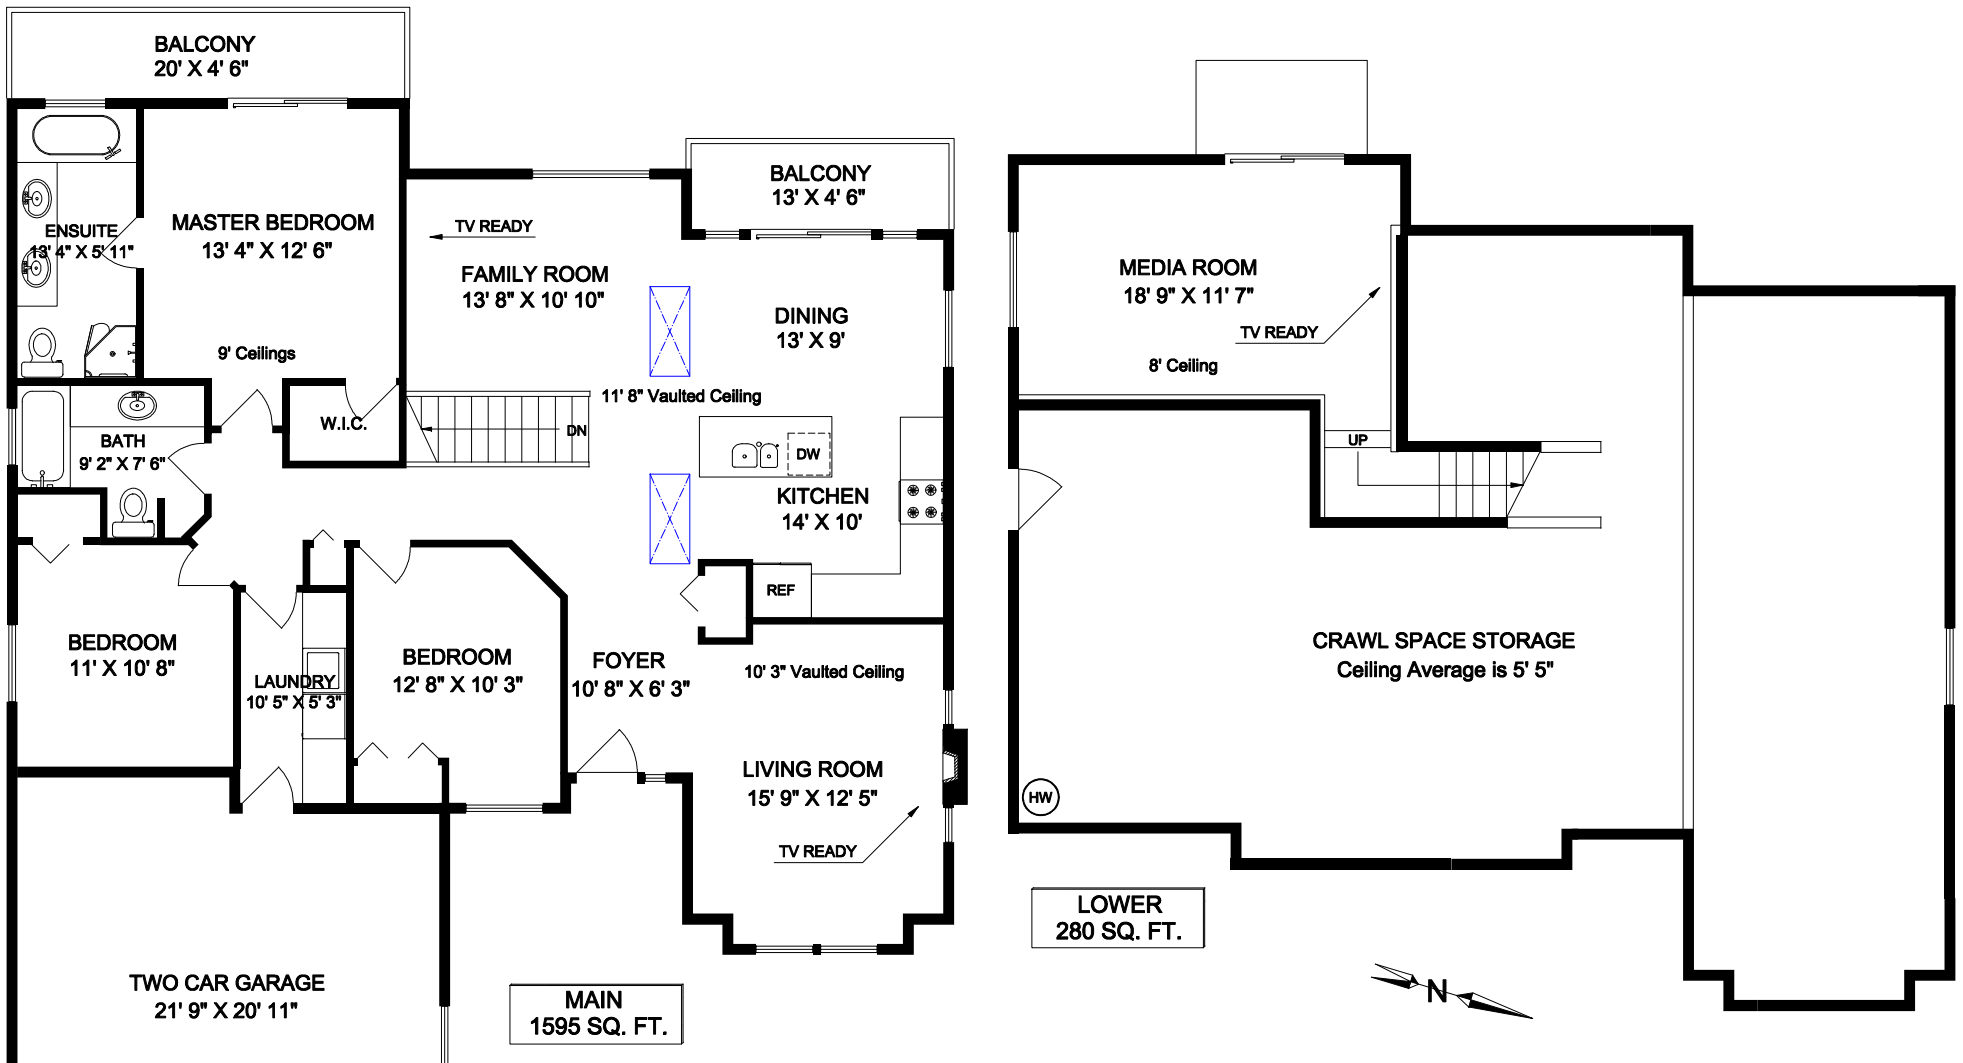 BALCONY
20' X 4' 6"
BALCONY
13' X 4' 6"
ENSUITE
13' 4" X 5' 11"
MASTER BEDROOM
13' 4" X 12' 6"
9' Ceilings
TV READY
FAMILY ROOM
13' 8" X 10' 10"
DINING
13' X 9'
11' 8" Vaulted Ceiling
W.I.C.
DN
BATH
9' 2" X 7' 6"
DW
KITCHEN
14' X 10'
REF
BEDROOM
11' X 10' 8"
LAUNDRY
10' 5" X 5' 3"
BEDROOM
12' 8" X 10' 3"
FOYER
10' 8" X 6' 3"
10' 3" Vaulted Ceiling
LIVING ROOM
15' 9" X 12' 5"
TV READY
TWO CAR GARAGE
21' 9" X 20' 11"
MAIN
1595 SQ. FT.
MEDIA ROOM
18' 9" X 11' 7"
TV READY
8' Ceiling
UP
CRAWL SPACE STORAGE
Ceiling Average is 5' 5"
HW
LOWER
280 SQ. FT.
N